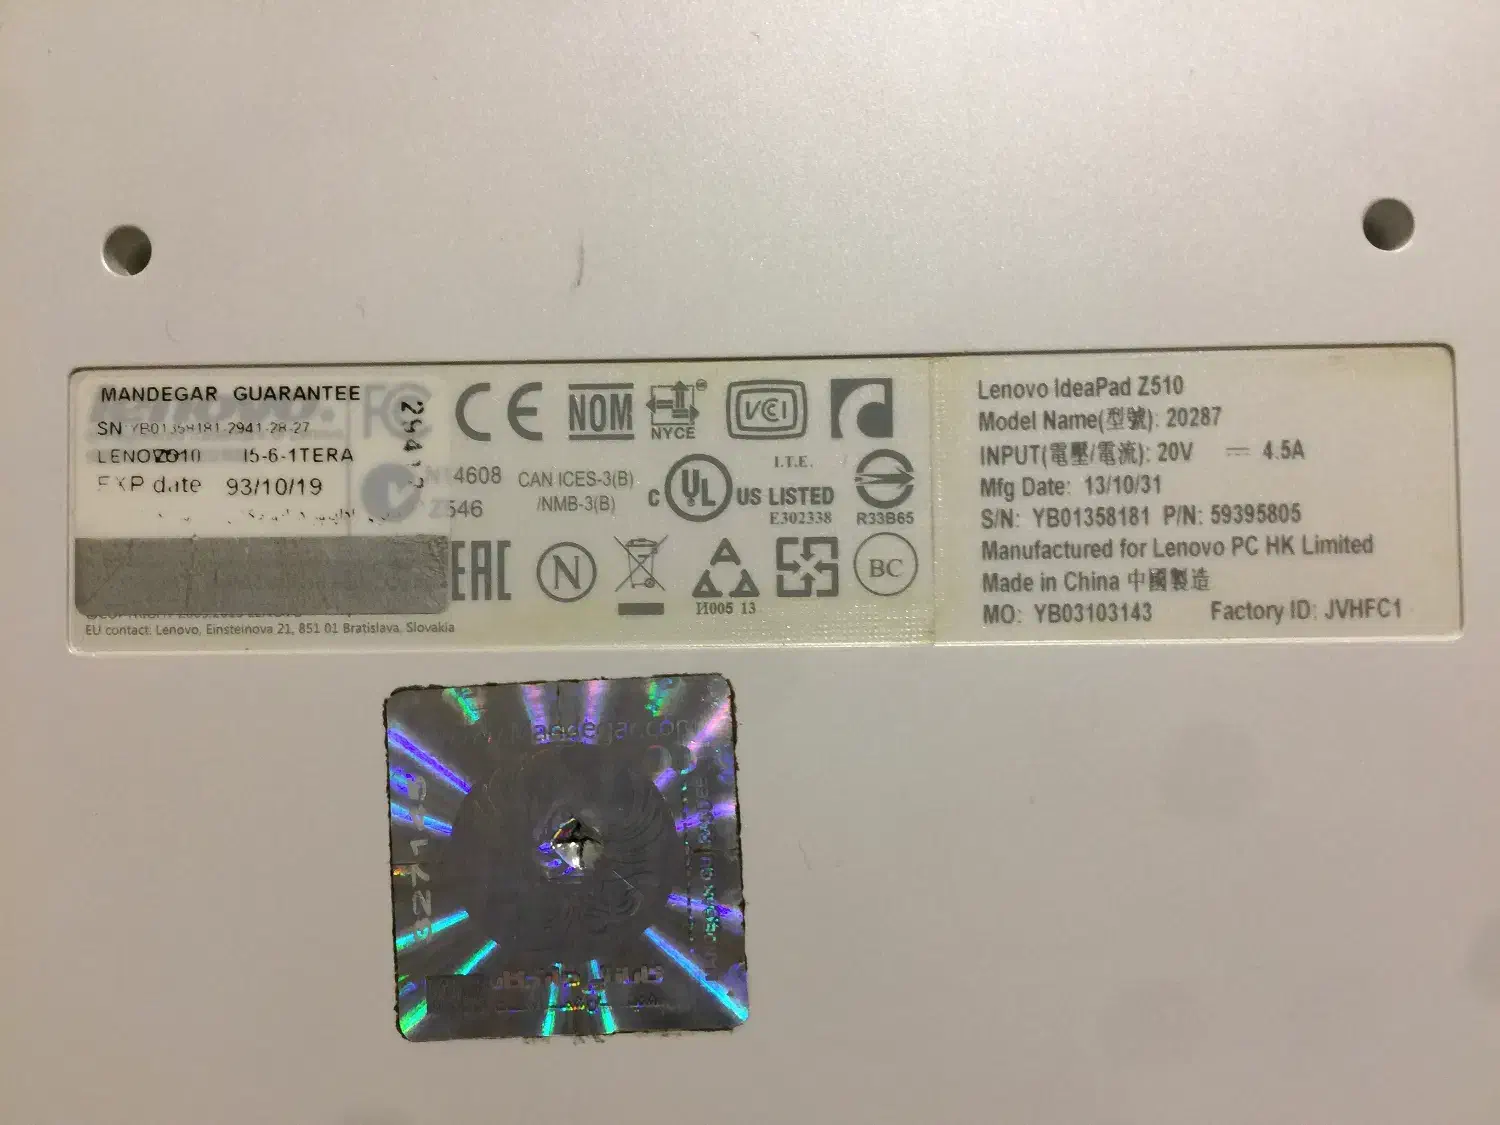 MANDEGAR GUARANTEE
SN YB01358181-2941-28-27
LENOVO Z510 I5-6-1TERA
EXP date 93/10/19
FC
CE
NOM
NYCE
VCCI
N
4608
546
CAN ICES-3(B)
/NMB-3(B)
C UL US LISTED
I.T.E.
E302338
R33B65
EAC
N
И005 13
BC
EU contact: Lenovo, Einsteinova 21, 851 01 Bratislava, Slovakia
Lenovo IdeaPad Z510
Model Name(型號): 20287
INPUT(電壓/電流): 20V ⎓ 4.5A
Mfg Date: 13/10/31
S/N: YB01358181 P/N: 59395805
Manufactured for Lenovo PC HK Limited
Made in China 中國製造
MO: YB03103143 Factory ID: JVHFC1
www.Mandegar.com